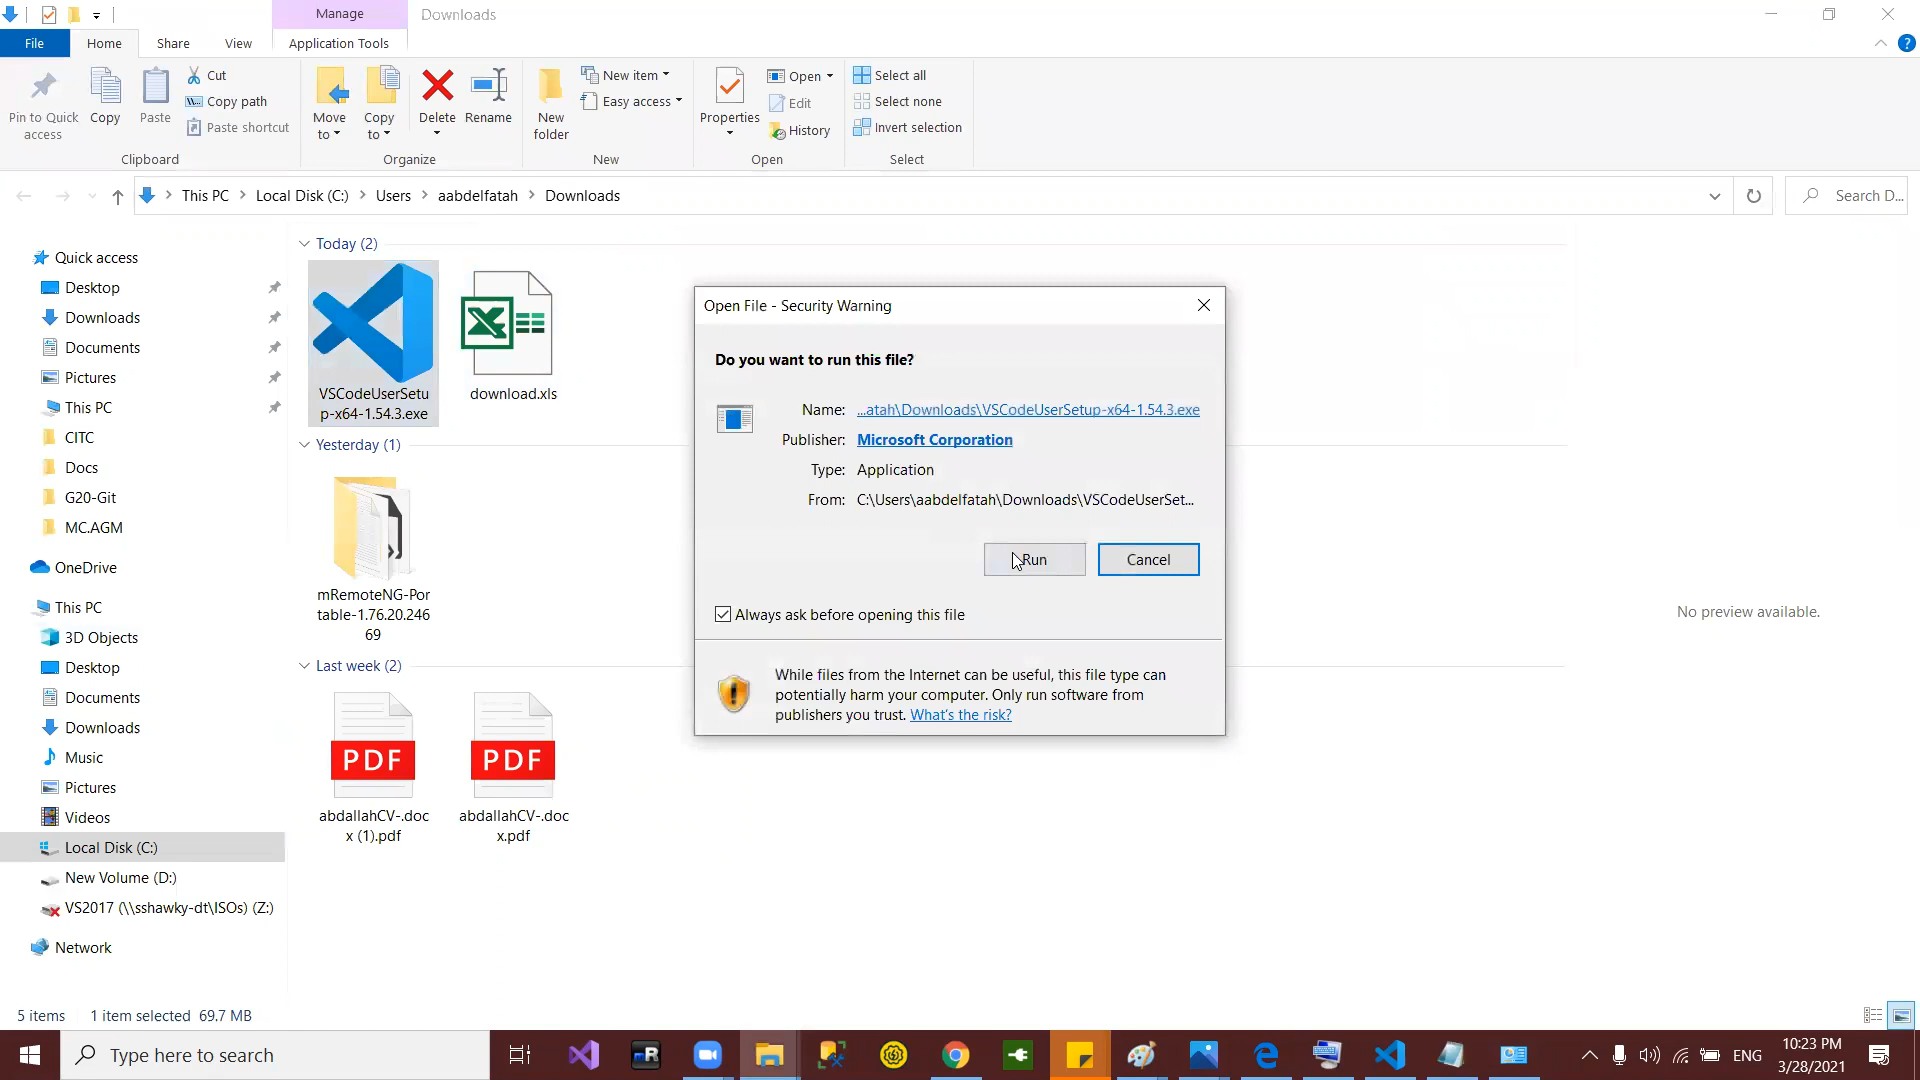 Manage
Downloads
File
Home
Share
View
Application Tools
Pin to Quick
access
Copy
Paste
Cut
Copy path
Paste shortcut
Clipboard
Move
to
Copy
to
Delete
Rename
Organize
New
folder
New item
Easy access
New
Properties
Open
Edit
History
Open
Select all
Select none
Invert selection
Select
This PC
Local Disk (C:)
Users
aabdelfatah
Downloads
Search D...
Quick access
Desktop
Downloads
Documents
Pictures
This PC
CITC
Docs
G20-Git
MC.AGM
OneDrive
This PC
3D Objects
Desktop
Documents
Downloads
Music
Pictures
Videos
Local Disk (C:)
New Volume (D:)
VS2017 (\\sshawky-dt\ISOs) (Z:)
Network
Today (2)
VSCodeUserSetu
p-x64-1.54.3.exe
download.xls
Yesterday (1)
mRemoteNG-Por
table-1.76.20.246
69
Last week (2)
PDF
abdallahCV-.doc
x (1).pdf
PDF
abdallahCV-.doc
x.pdf
Open File - Security Warning
Do you want to run this file?
Name: ...atah\Downloads\VSCodeUserSetup-x64-1.54.3.exe
Publisher: Microsoft Corporation
Type: Application
From: C:\Users\aabdelfatah\Downloads\VSCodeUserSet...
Run
Cancel
Always ask before opening this file
While files from the Internet can be useful, this file type can
potentially harm your computer. Only run software from
publishers you trust. What's the risk?
No preview available.
5 items
1 item selected 69.7 MB
Type here to search
mR
ENG
10:23 PM
3/28/2021